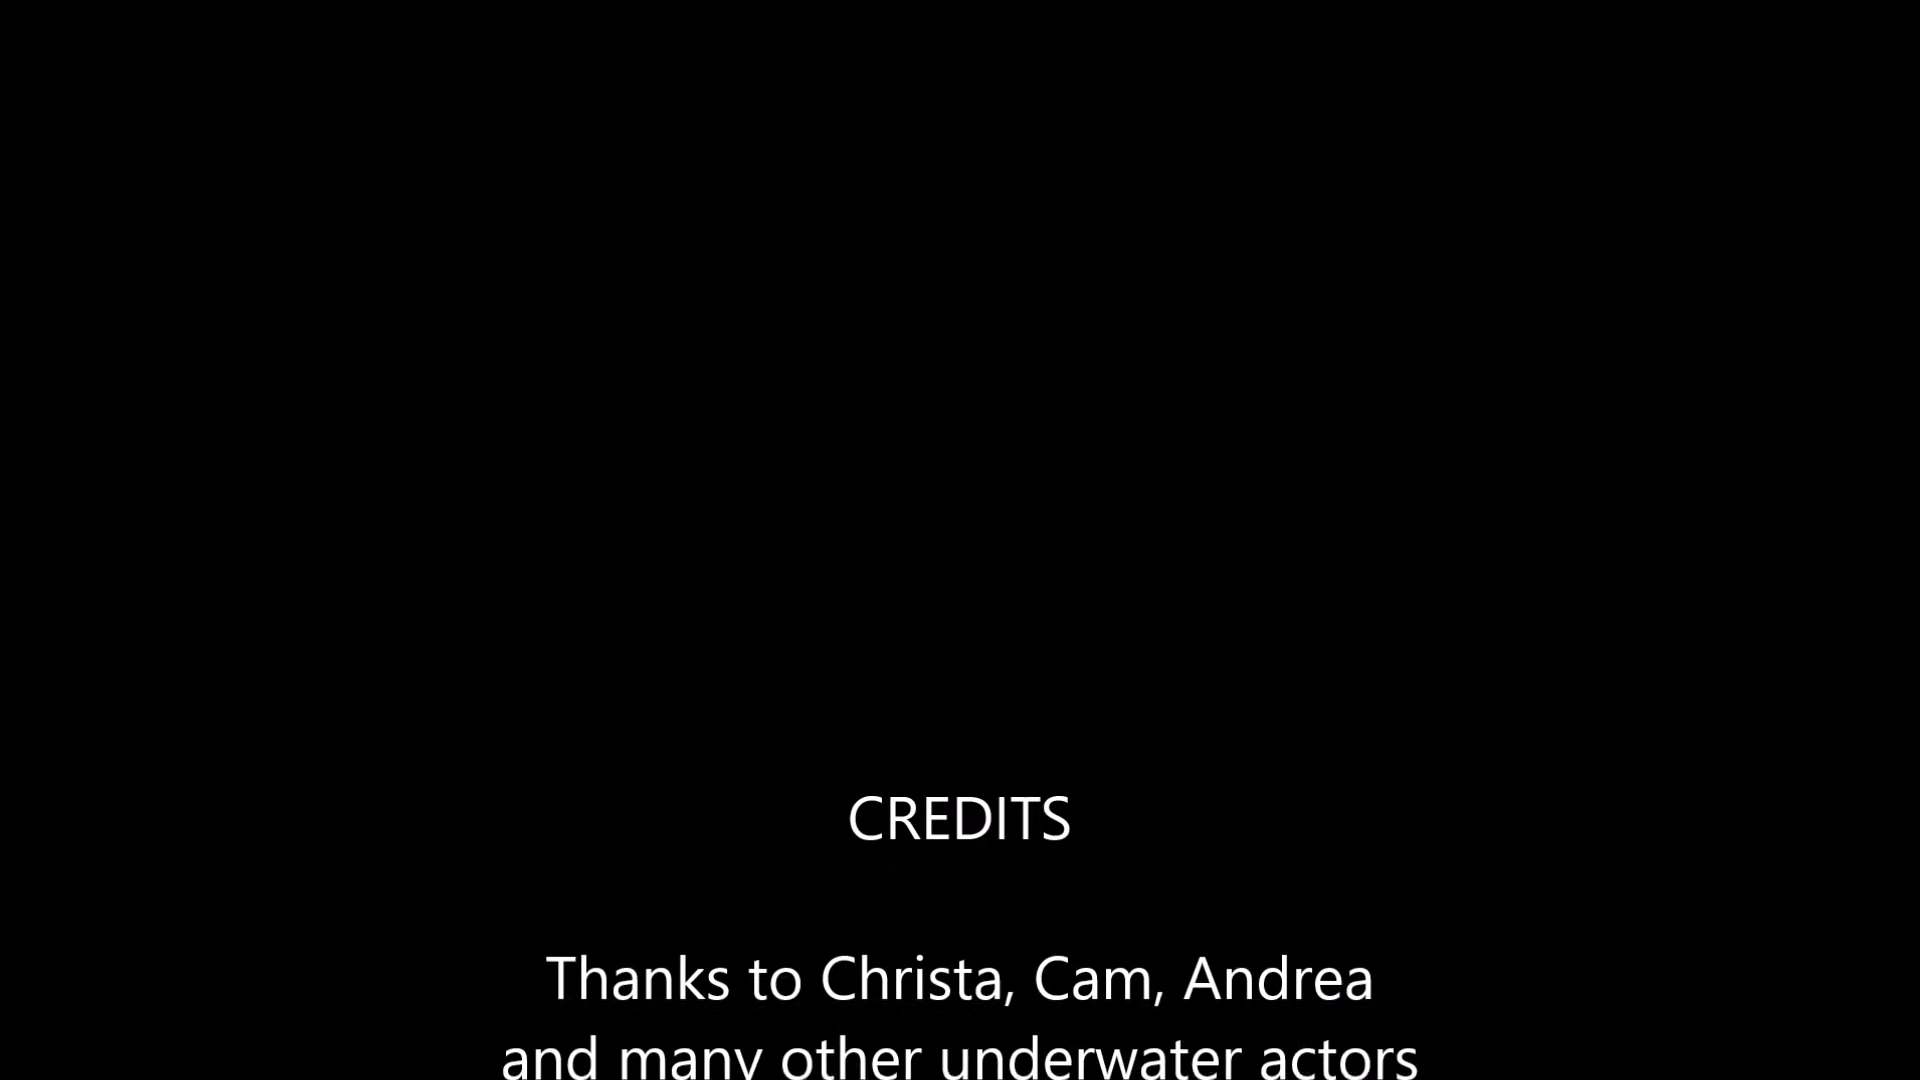 CREDITS
Thanks to Christa, Cam, Andrea
and many other underwater actors